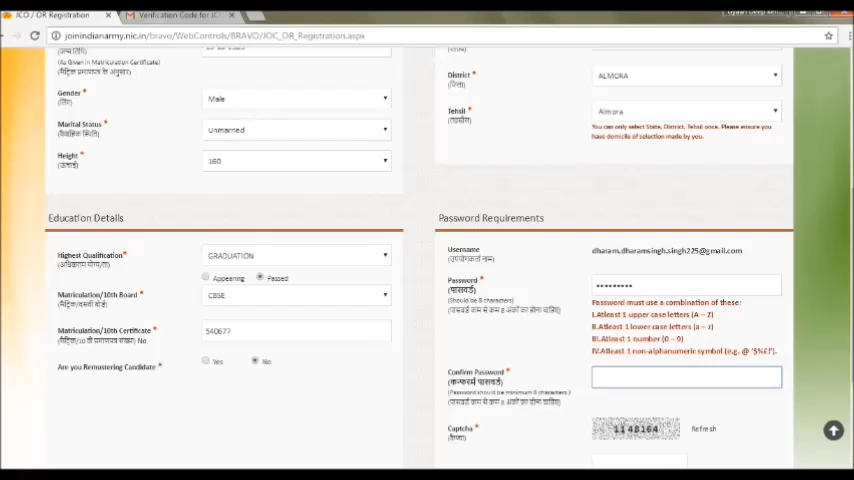 JCO / OR Registration
Verification Code for JC
joinindianarmy.nic.in/bravo/WebControls/BRAVO/JOC_OR_Registration.aspx
(As Given in Matriculation Certificate)
(मैट्रिक प्रमाणपत्र के अनुसार)
Gender *
(लिंग)
Male
Marital Status *
(वैवाहिक स्थिति)
Unmarried
Height *
(ऊंचाई)
160
District *
(जिला)
ALMORA
Tehsil *
(तहसील)
Almora
You can only select State, District, Tehsil once. Please ensure you
have domicile of selection made by you.
Education Details
Highest Qualification*
GRADUATION
Appearing
Passed
Matriculation/10th Board *
CBSE
Matriculation/10th Certificate *
No
540677
Are you Remustering Candidate *
Yes
No
Password Requirements
Username
(उपयोगकर्ता नाम)
dharam.dharamsingh.singh225@gmail.com
Password *
(पासवर्ड)
(Should be 8 characters)
•••••••••
Password must use a combination of these:
I.Atleast 1 upper case letters (A – Z)
II.Atleast 1 lower case letters (a – z)
III.Atleast 1 number (0 – 9)
IV.Atleast 1 non-alphanumeric symbol (e.g. @ '$%£!').
Confirm Password *
(कन्फर्म पासवर्ड)
(Password should be minimum 8 characters )
Captcha *
(कैप्चा)
1148164
Refresh